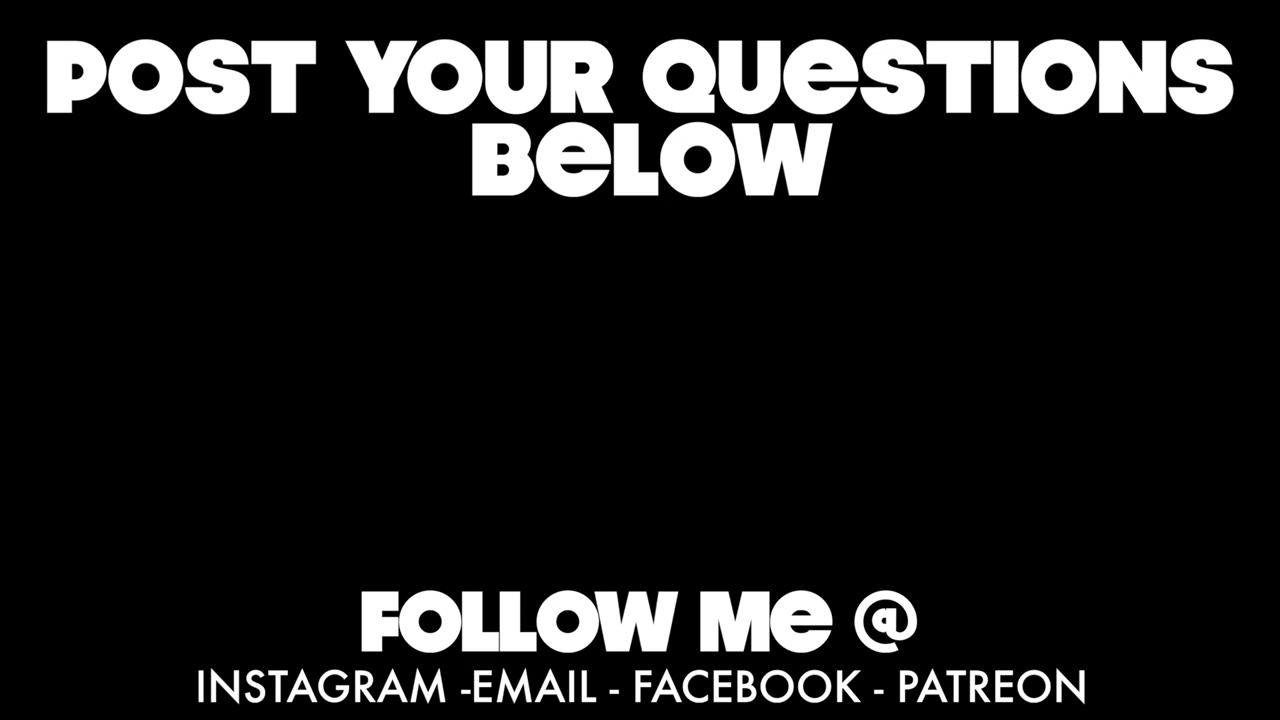 POST YOUR QUeSTIONS
BeLOW
FOLLOW Me @
INSTAGRAM -EMAIL - FACEBOOK - PATREON